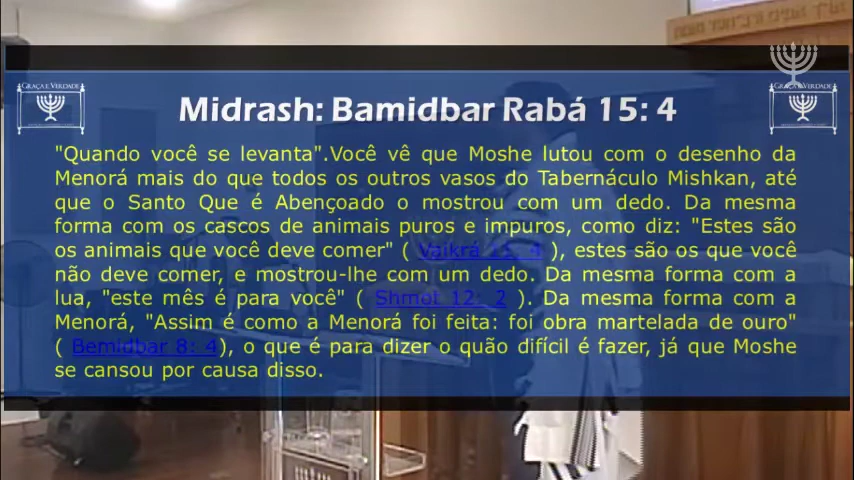 GRAÇA E VERDADE
GRAÇA E VERDADE
Midrash: Bamidbar Rabá 15: 4
"Quando você se levanta".Você vê que Moshe lutou com o desenho da
Menorá mais do que todos os outros vasos do Tabernáculo Mishkan, até
que o Santo Que é Abençoado o mostrou com um dedo. Da mesma
forma com os cascos de animais puros e impuros, como diz: "Estes são
os animais que você deve comer" ( Vaikrá 11: 4 ), estes são os que você
não deve comer, e mostrou-lhe com um dedo. Da mesma forma com a
lua, "este mês é para você" ( Shmot 12: 2 ). Da mesma forma com a
Menorá, "Assim é como a Menorá foi feita: foi obra martelada de ouro"
( Bemidbar 8: 4), o que é para dizer o quão difícil é fazer, já que Moshe
se cansou por causa disso.